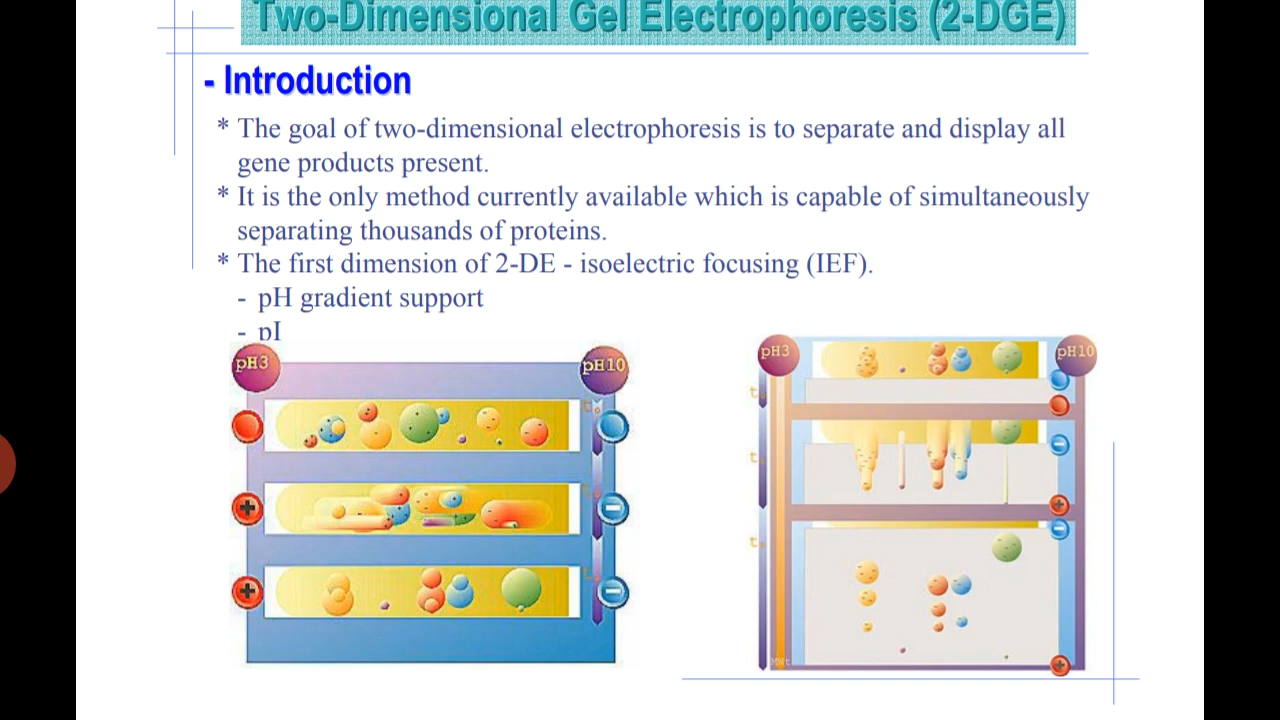 Two-Dimensional Gel Electrophoresis (2-DGE)
- Introduction
* The goal of two-dimensional electrophoresis is to separate and display all
gene products present.
* It is the only method currently available which is capable of simultaneously
separating thousands of proteins.
* The first dimension of 2-DE - isoelectric focusing (IEF).
- pH gradient support
- pI
pH3
pH10
pH3
pH10